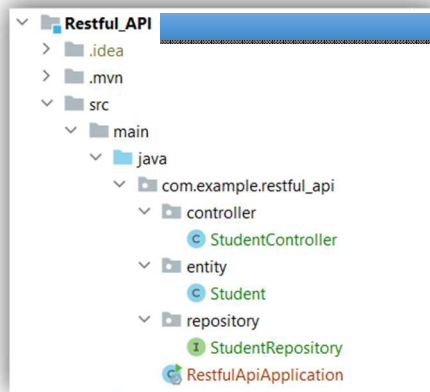 Restful_API
.idea
.mvn
src
main
java
com.example.restful_api
controller
C StudentController
entity
C Student
repository
I StudentRepository
RestfulApiApplication